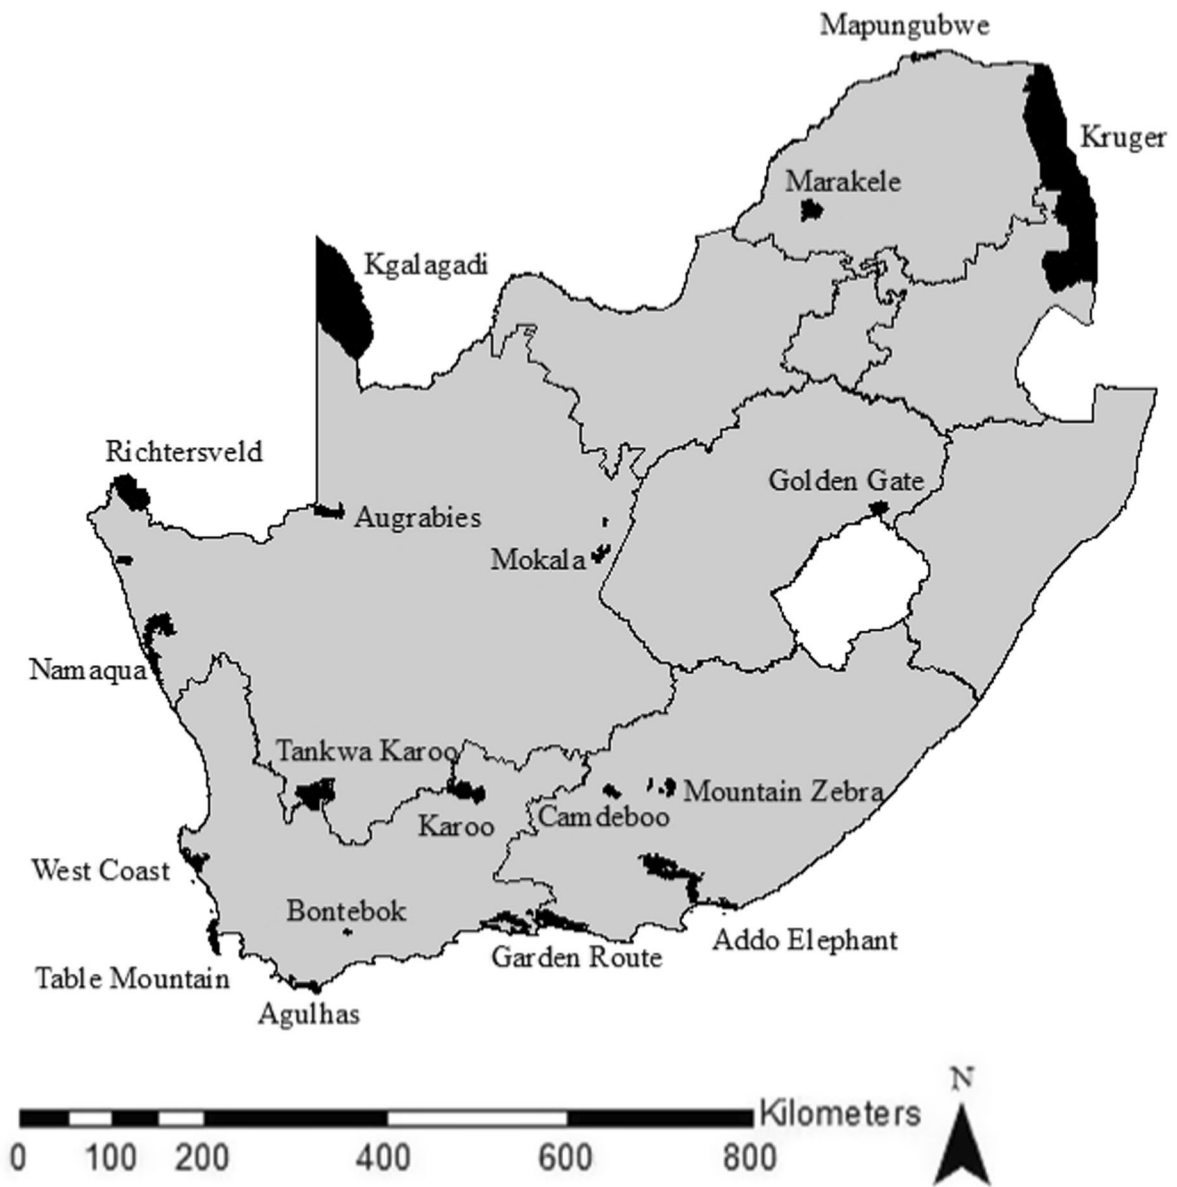 Mapungubwe
Kruger
Marakele
Kgalagadi
Richtersveld
Golden Gate
Augrabies
Mokala
Namaqua
Tankwa Karoo
Mountain Zebra
Camdeboo
Karoo
West Coast
Bontebok
Addo Elephant
Garden Route
Table Mountain
Agulhas
N
Kilometers
0 100 200 400 600 800